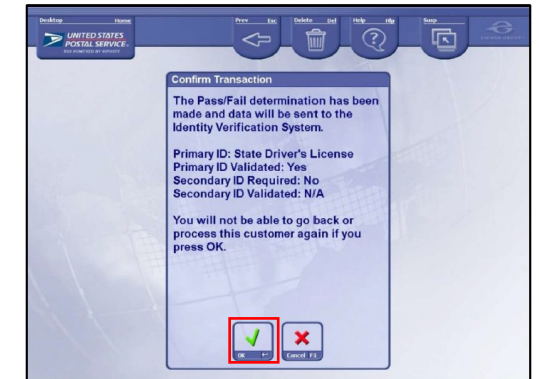 Desktop Home
Prev Esc
Delete Del
Help Hlp
Susp
UNITED STATES
POSTAL SERVICE.
Confirm Transaction
The Pass/Fail determination has been
made and data will be sent to the
Identity Verification System.
Primary ID: State Driver's License
Primary ID Validated: Yes
Secondary ID Required: No
Secondary ID Validated: N/A
You will not be able to go back or
process this customer again if you
press OK.
OK
Cancel F3